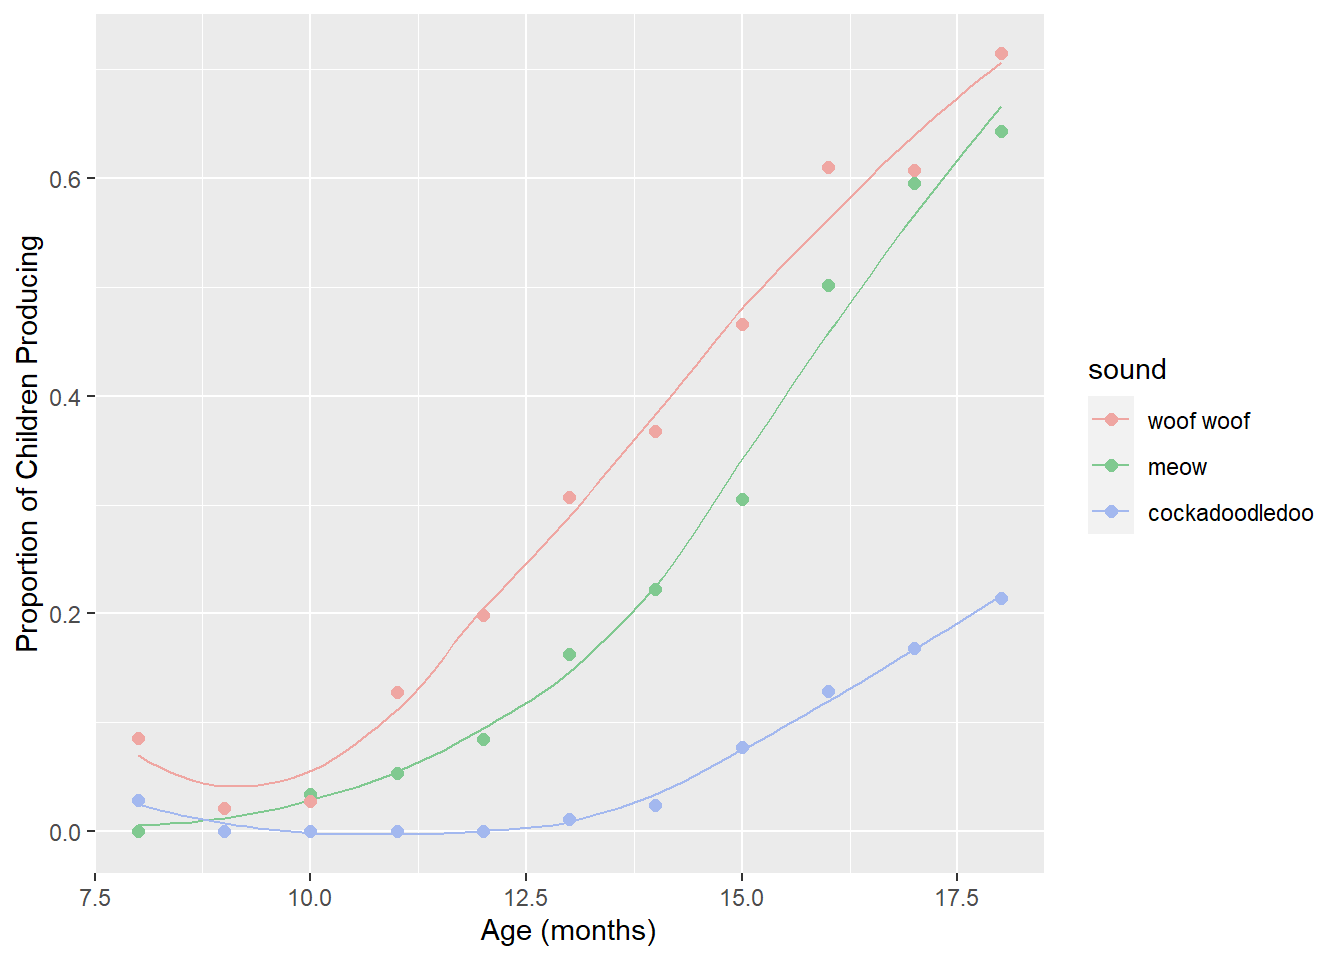 Proportion of Children Producing
0.6
0.4
0.2
0.0
7.5 10.0 12.5 15.0 17.5
Age (months)
sound
woof woof
meow
cockadoodledoo